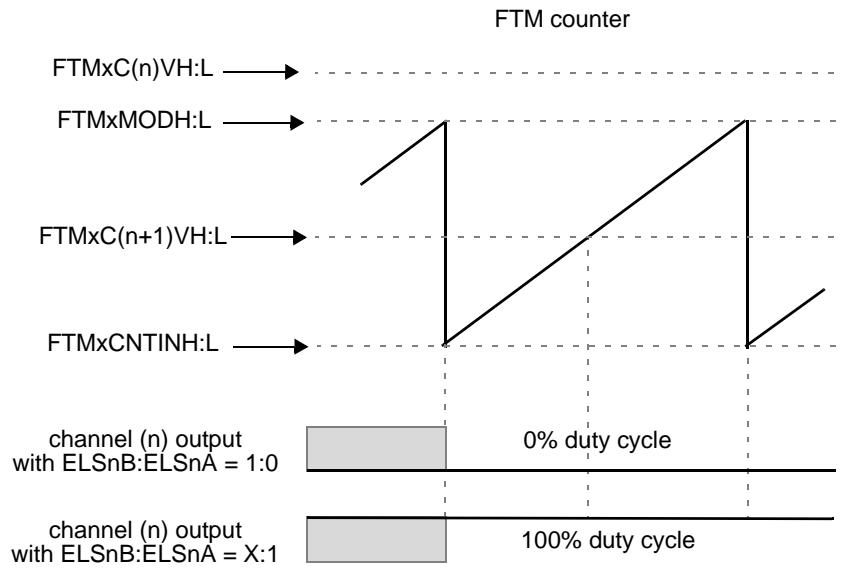 FTM counter
FTMxC(n)VH:L
FTMxMODH:L
FTMxC(n+1)VH:L
FTMxCNTINH:L
channel (n) output
with ELSnB:ELSnA = 1:0
0% duty cycle
channel (n) output
with ELSnB:ELSnA = X:1
100% duty cycle